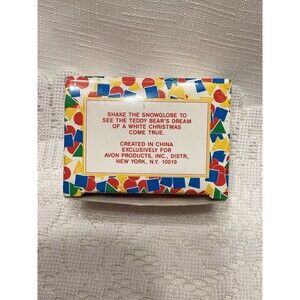 SHAKE THE SNOWGLOBE TO
SEE THE TEDDY BEAR'S DREAM
OF A WHITE CHRISTMAS
COME TRUE.
CREATED IN CHINA
EXCLUSIVELY FOR
AVON PRODUCTS, INC., DISTR,
NEW YORK, N.Y. 10019